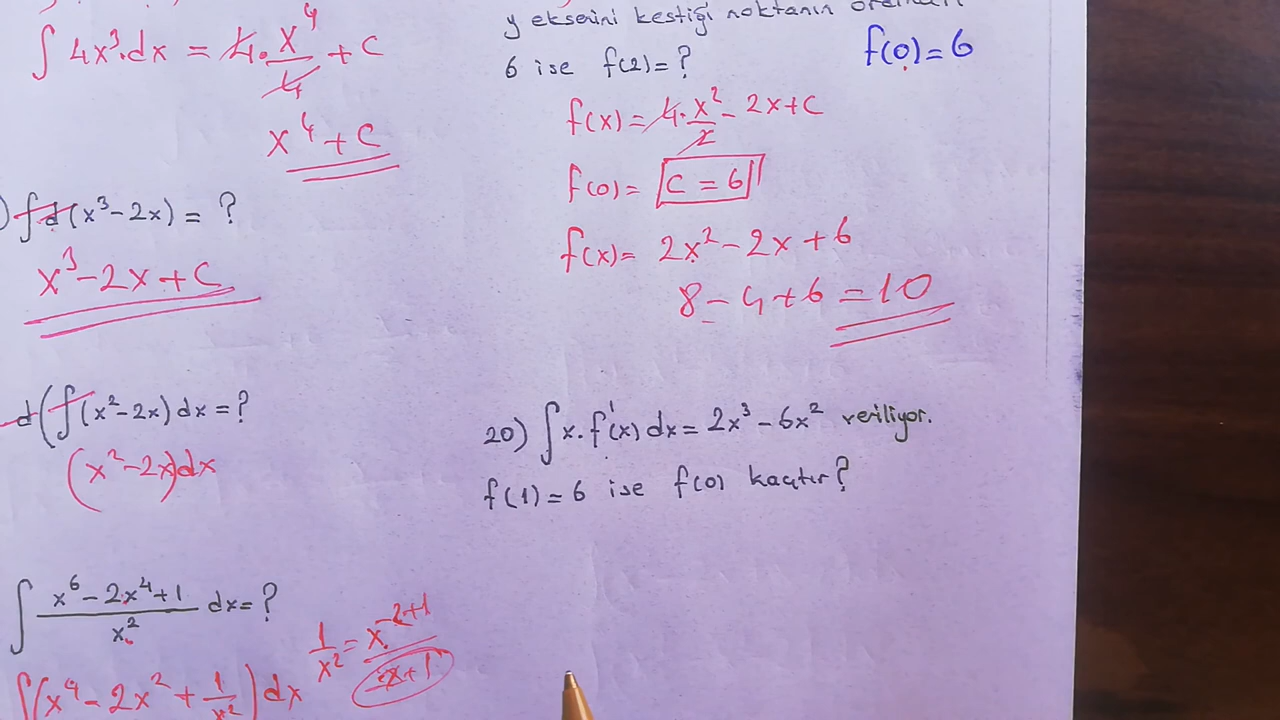 ∫ 4x³·dx = 4·x⁴/4 + c
x⁴ + c
) ∫d(x³-2x) = ?
x³-2x+c
d(∫(x²-2x)dx = ?
(x²-2x)dx
∫ x⁶-2x⁴+1/x² dx = ?
∫(x⁴-2x²+1/x²)dx
1/x² = x⁻²⁺¹/-x+1
y eksenini kestiği noktanın
6 ise f(2)=?
f(0)=6
f(x)= 4·x²/2 - 2x+c
f(0)= c = 6
f(x)= 2x²-2x+6
8-4+6=10
20) ∫x.f'(x)dx = 2x³-6x² veriliyor.
f(1)=6 ise f(0) kaçtır?